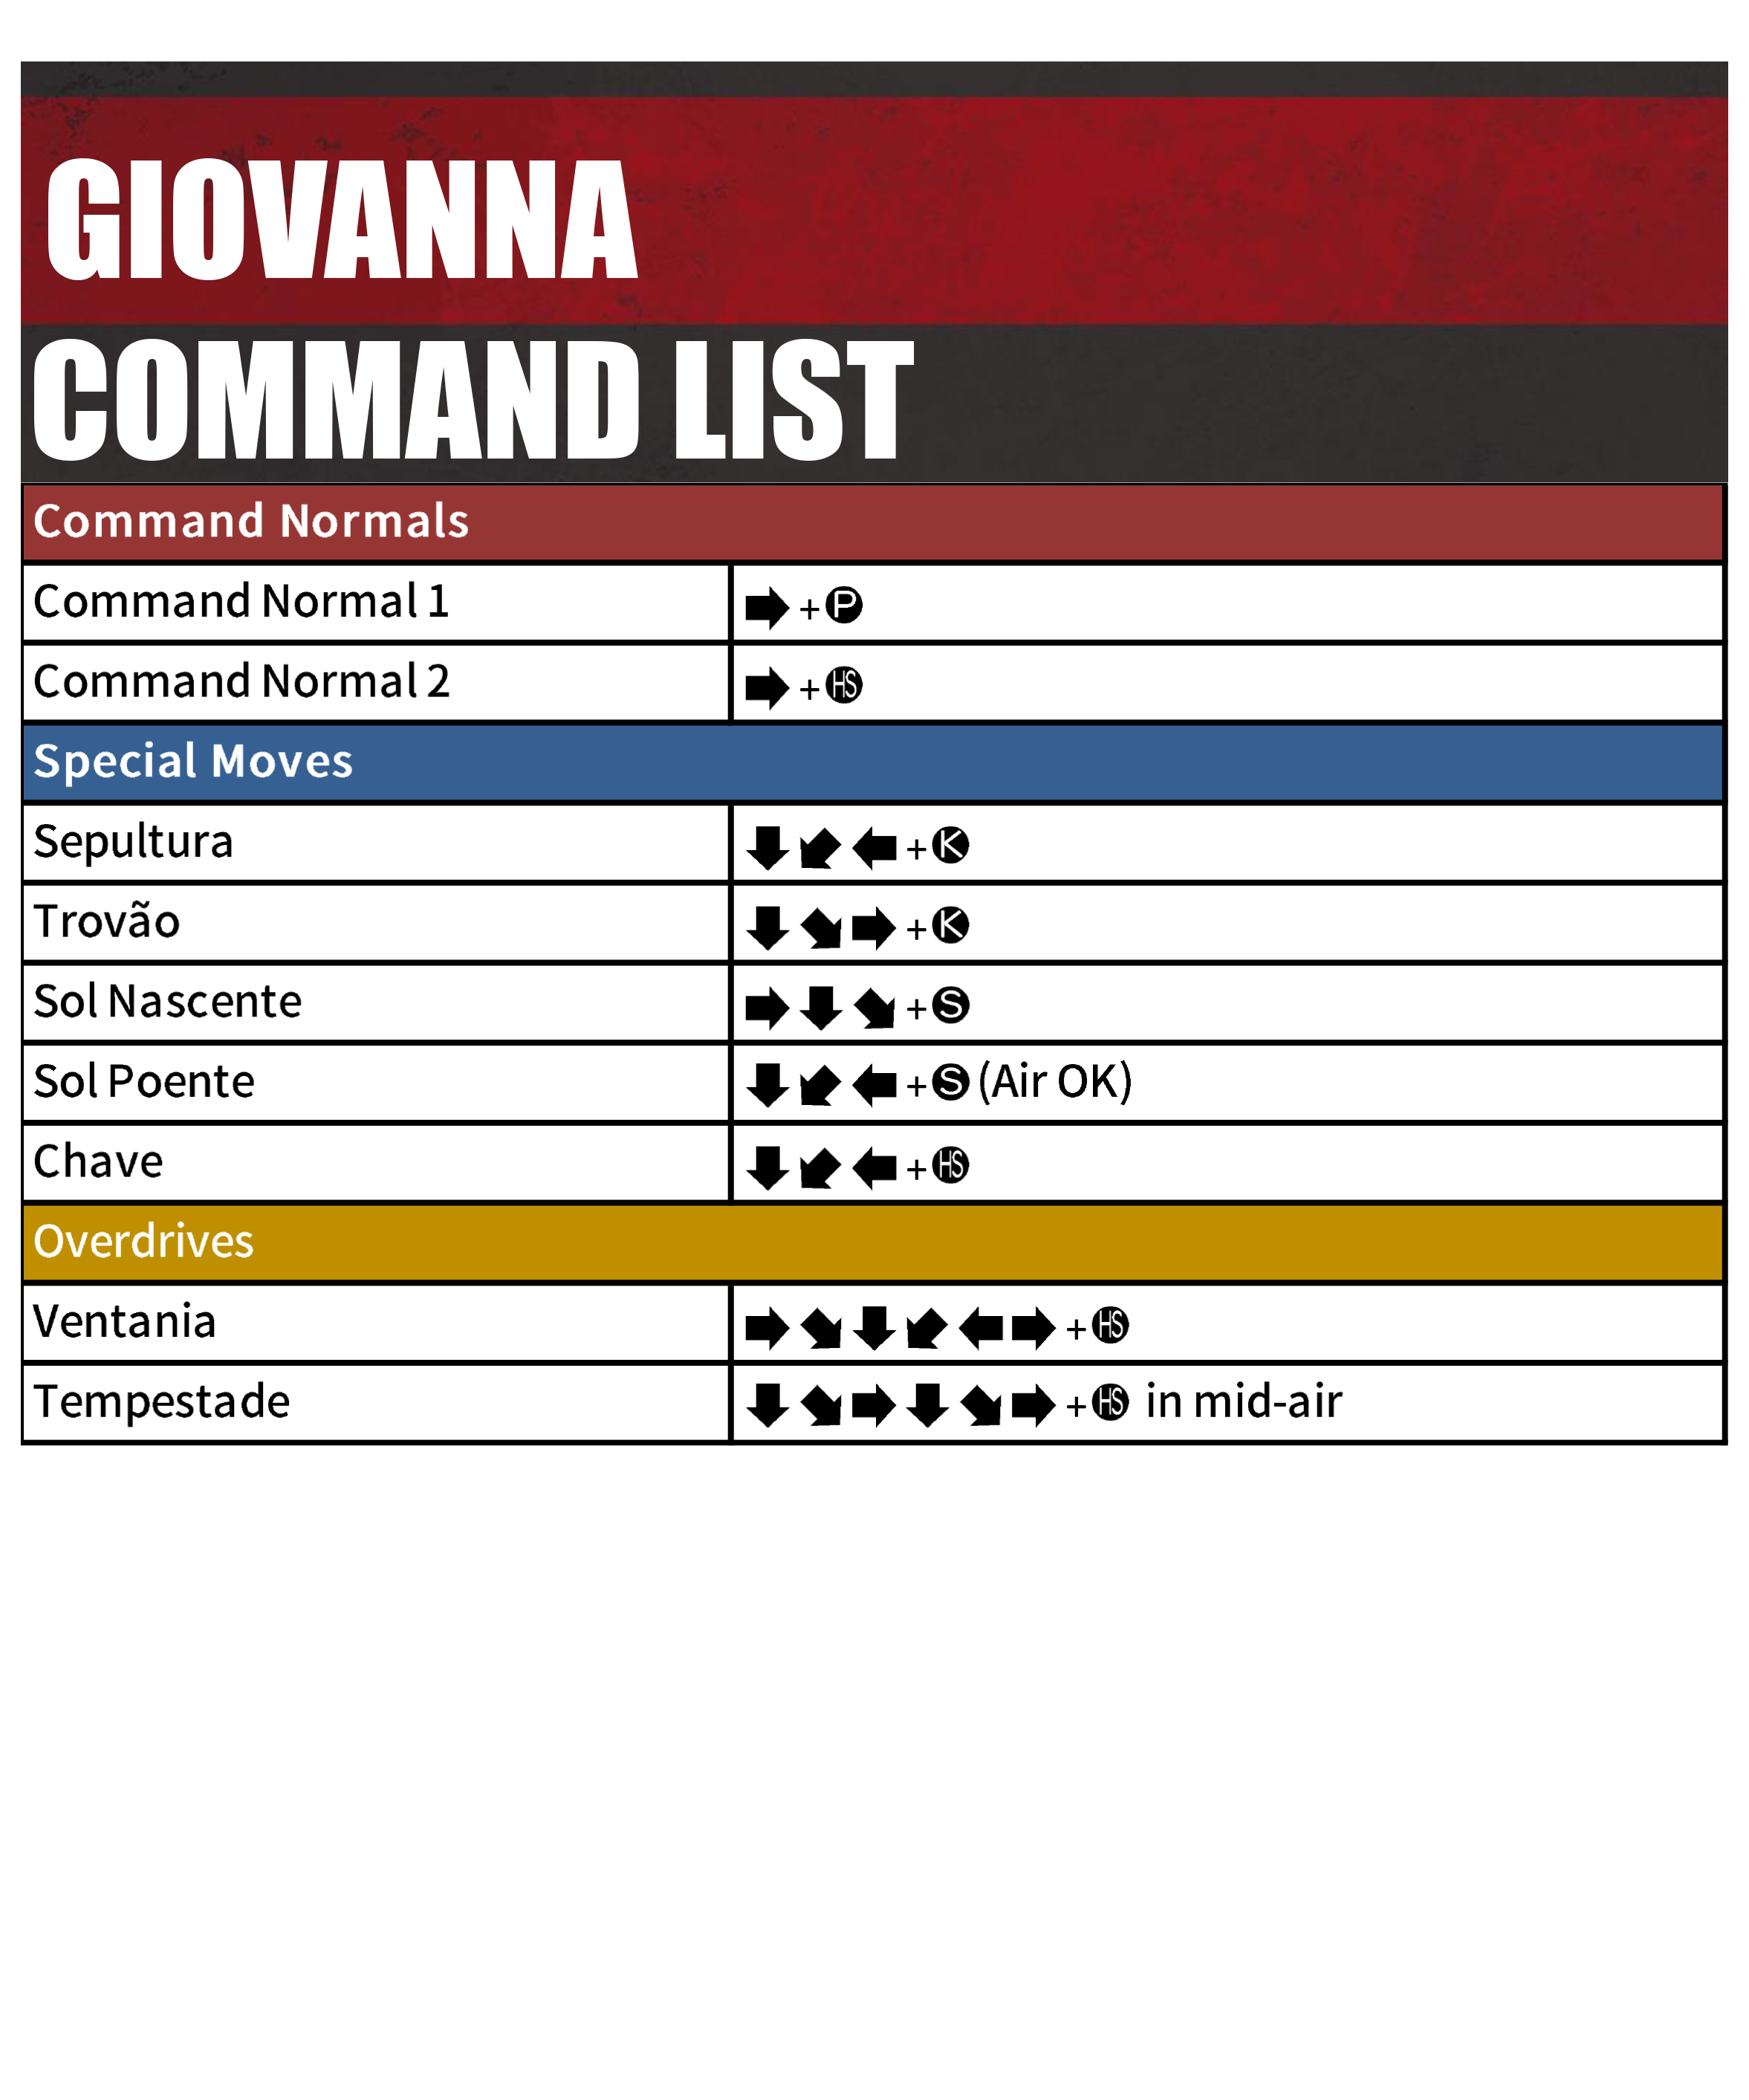 GIOVANNA
COMMAND LIST
Command Normals
Command Normal 1 ➡ + P
Command Normal 2 ➡ + HS
Special Moves
Sepultura ⬇ ↙ ⬅ + K
Trovão ⬇ ↘ ➡ + K
Sol Nascente ➡ ⬇ ↘ + S
Sol Poente ⬇ ↙ ⬅ + S (Air OK)
Chave ⬇ ↙ ⬅ + HS
Overdrives
Ventania ➡ ↘ ⬇ ↙ ⬅ ➡ + HS
Tempestade ⬇ ↘ ➡ ⬇ ↘ ➡ + HS in mid-air